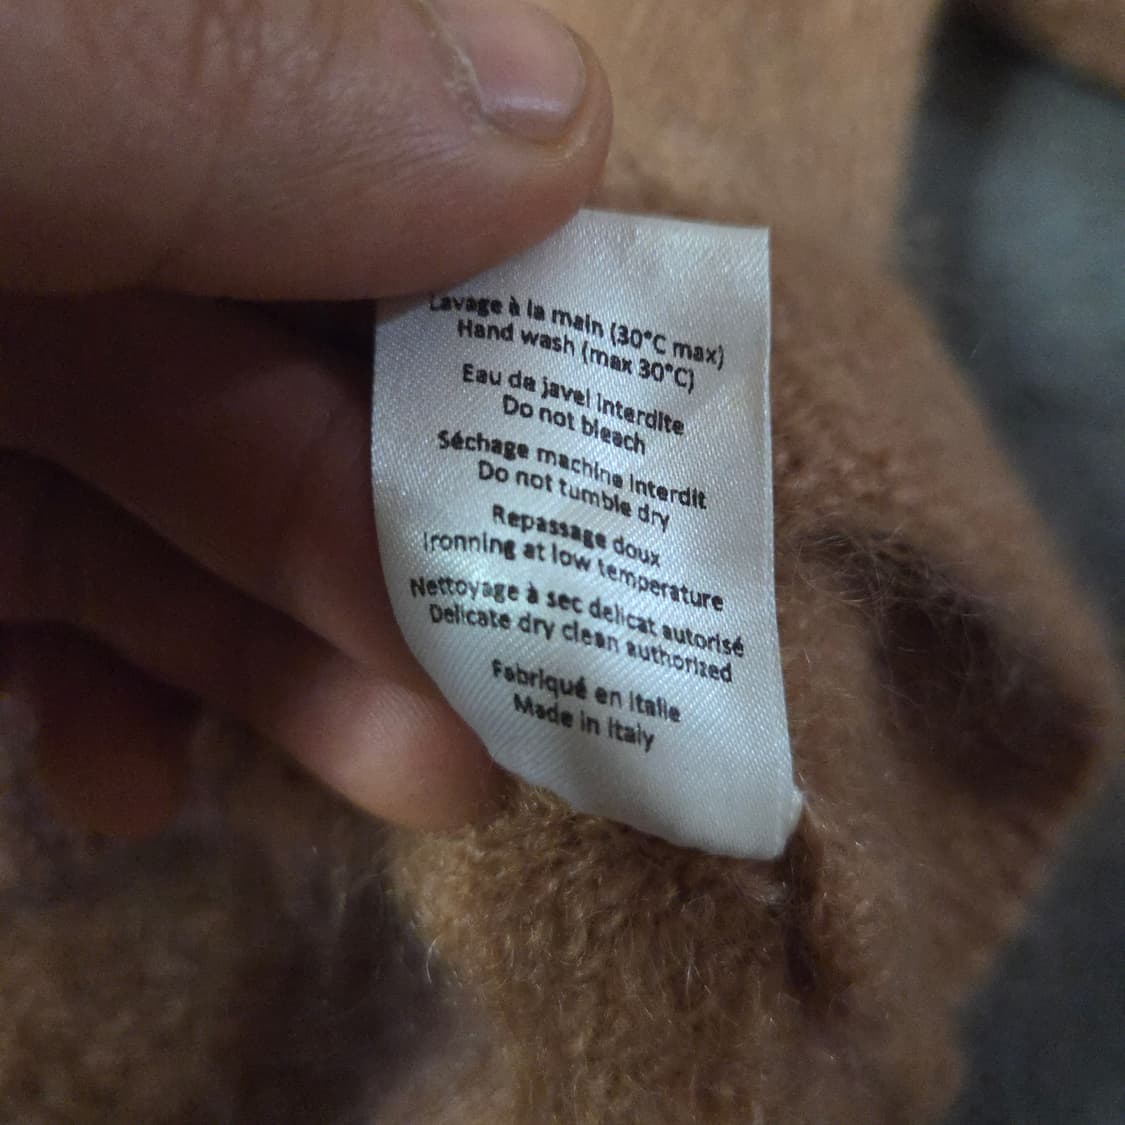 Lavage à la main (30°C max)
Hand wash (max 30°C)
Eau de javel interdite
Do not bleach
Séchage machine interdit
Do not tumble dry
Repassage doux
Ironning at low temperature
Nettoyage à sec delicat autorisé
Delicate dry clean authorized
Fabriqué en Italie
Made in Italy